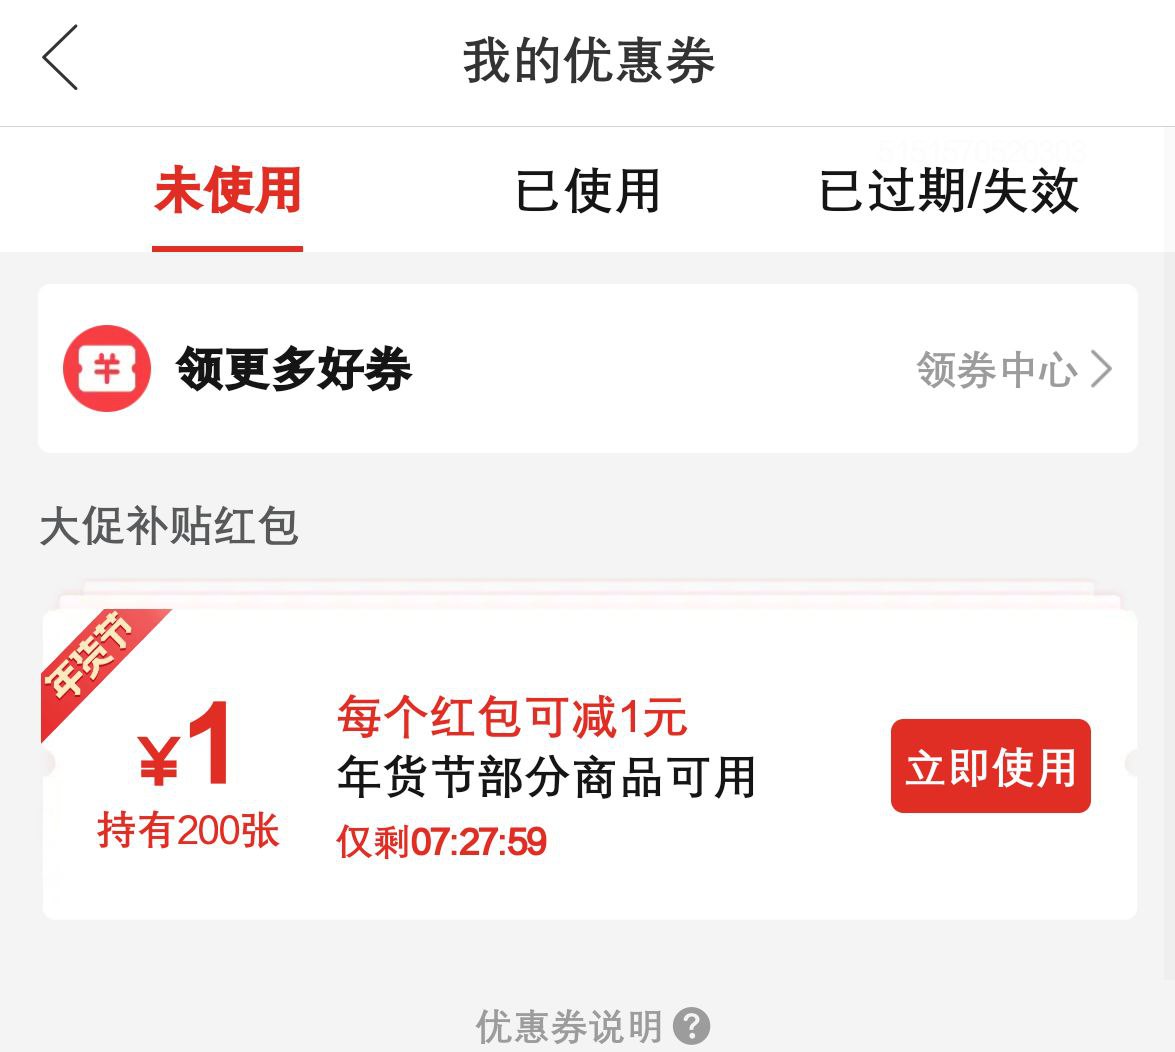 我的优惠券
5151570520303
未使用 已使用 已过期/失效
领更多好券 领券中心
大促补贴红包
年货节
每个红包可减1元
¥1
年货节部分商品可用
立即使用
持有200张
仅剩07:27:59
优惠券说明 ?